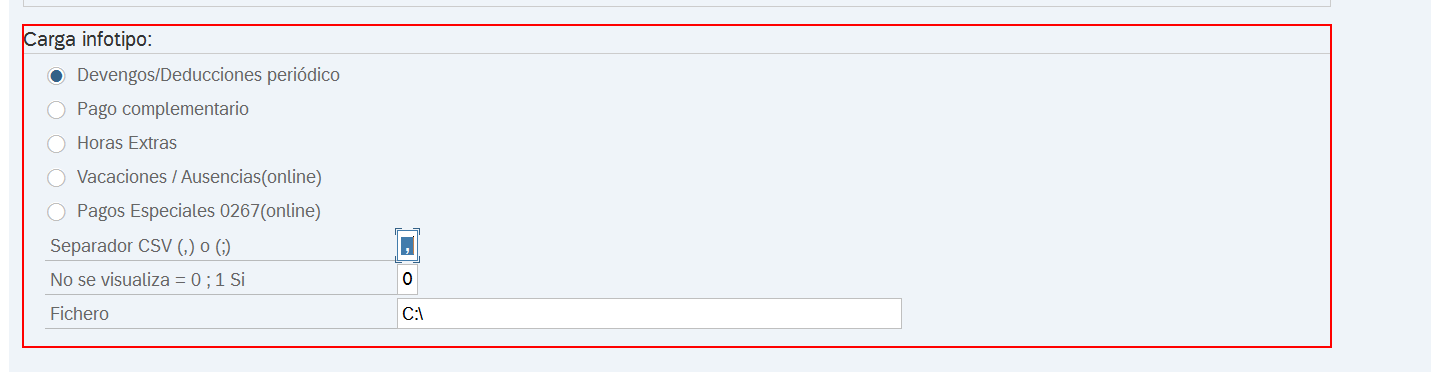 Carga infotipo:
Devengos/Deducciones periódico
Pago complementario
Horas Extras
Vacaciones / Ausencias(online)
Pagos Especiales 0267(online)
Separador CSV (,) o (;) ,
No se visualiza = 0 ; 1 Si 0
Fichero C:\